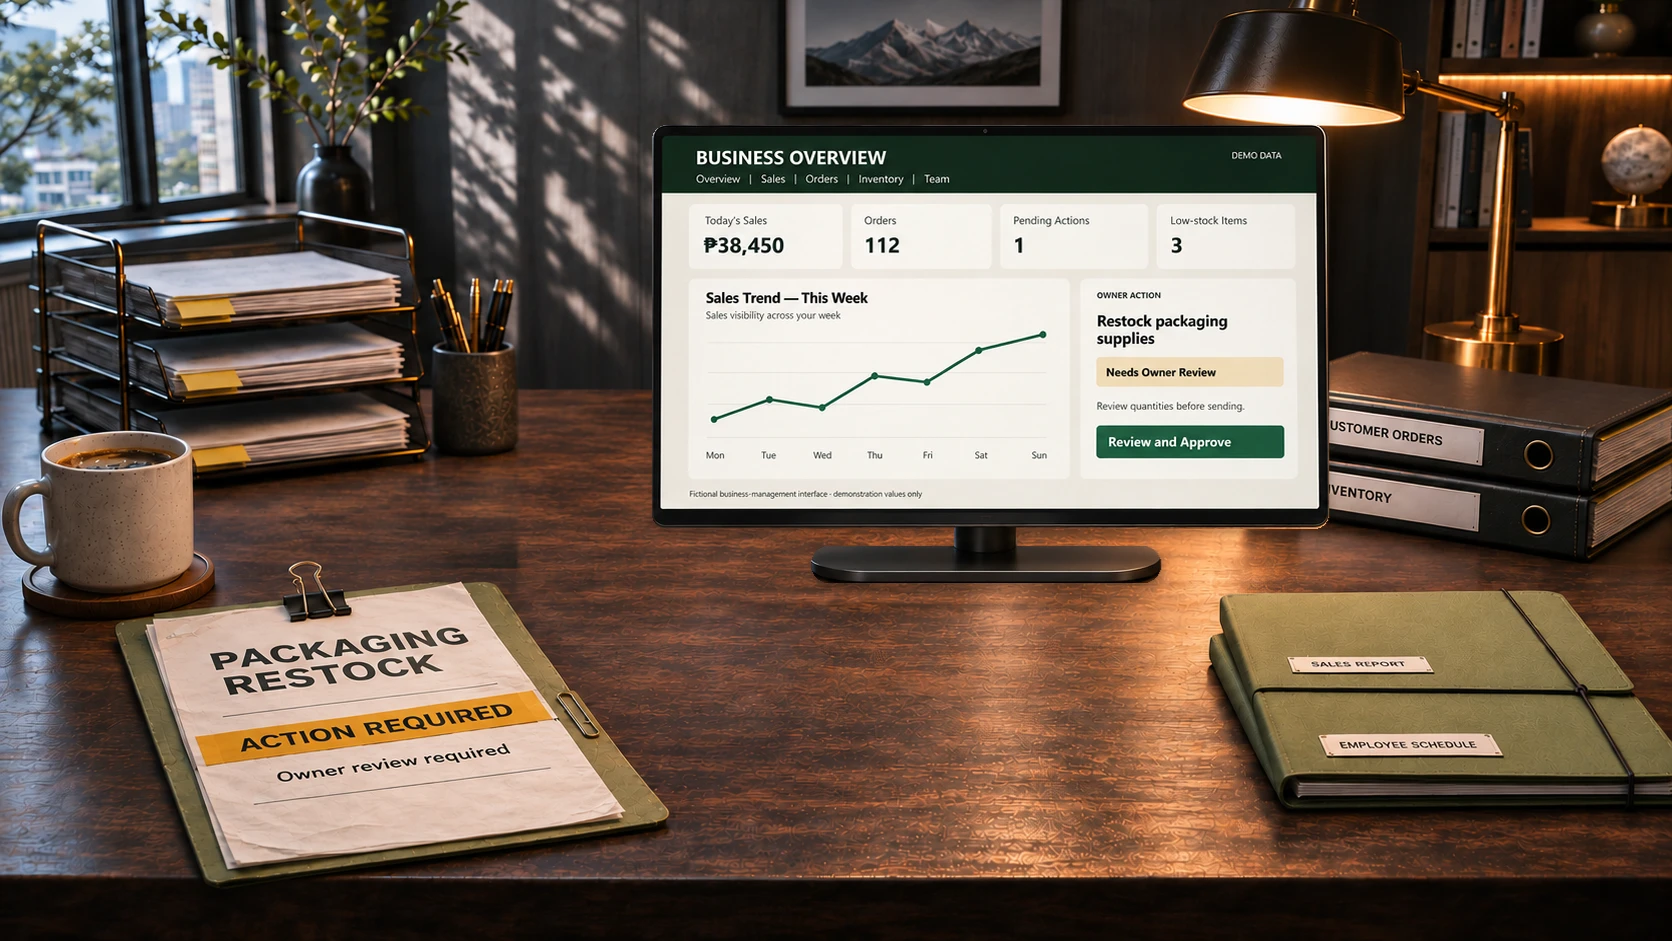 BUSINESS OVERVIEW
DEMO DATA
Overview | Sales | Orders | Inventory | Team
Today's Sales
₱38,450
Orders
112
Pending Actions
1
Low-stock Items
3
Sales Trend — This Week
Sales visibility across your week
Mon Tue Wed Thu Fri Sat Sun
OWNER ACTION
Restock packaging
supplies
Needs Owner Review
Review quantities before sending.
Review and Approve
Fictional business-management interface · demonstration values only
USTOMER ORDERS
VENTORY
PACKAGING
RESTOCK
ACTION REQUIRED
Owner review required
SALES REPORT
EMPLOYEE SCHEDULE